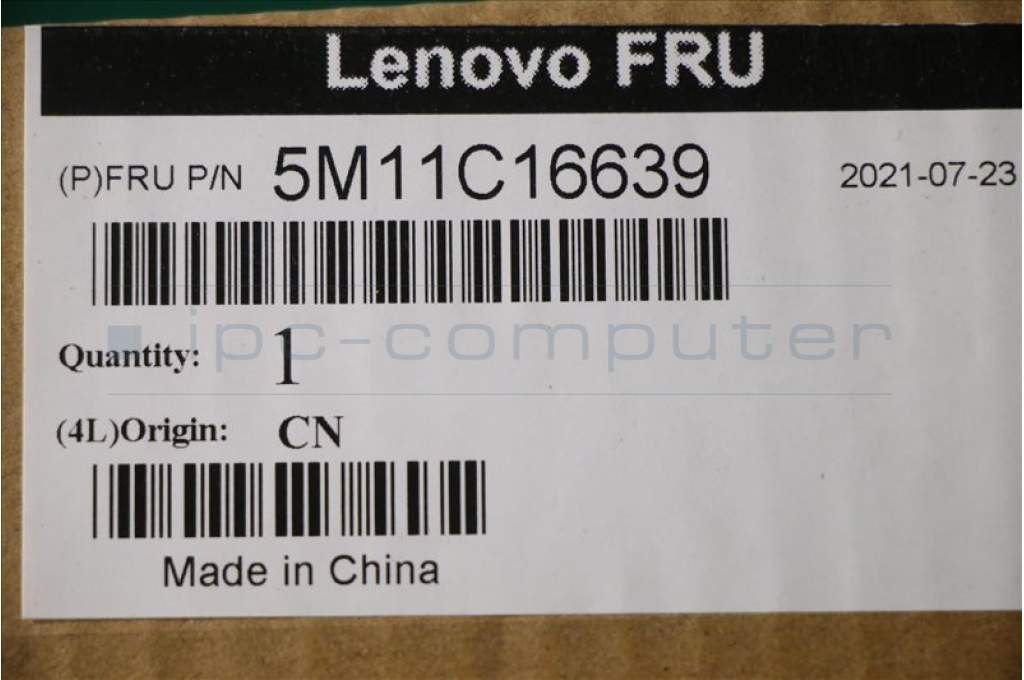 Lenovo FRU
(P)FRU P/N 5M11C16639 2021-07-23
ipc-computer
Quantity: 1
(4L)Origin: CN
Made in China